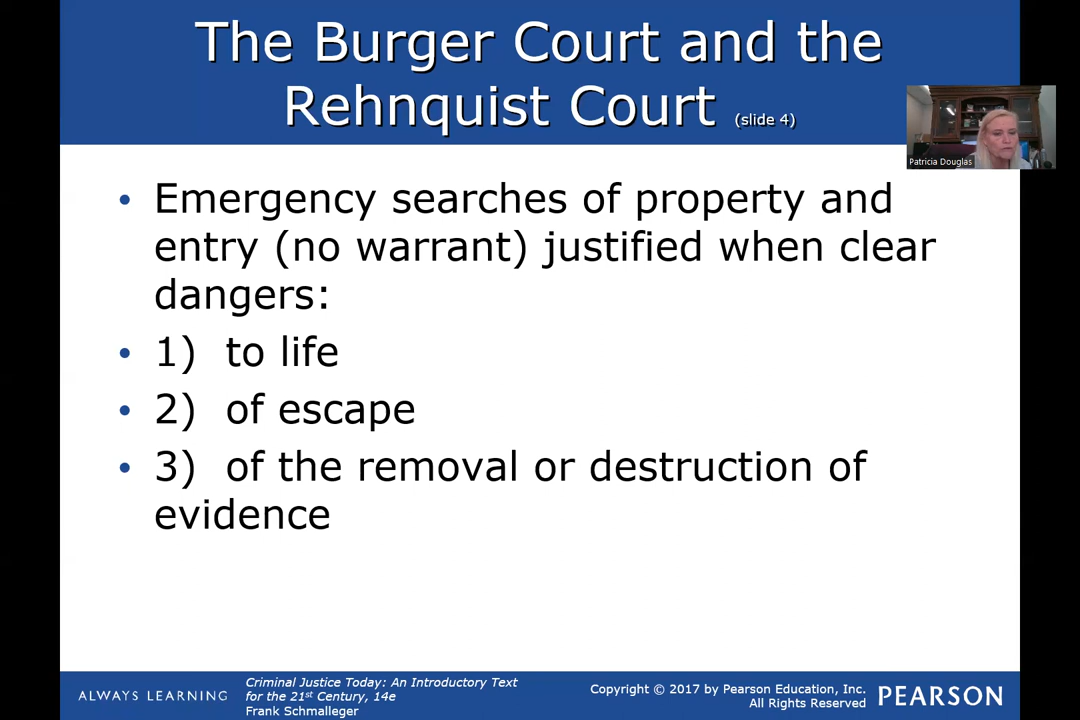 The Burger Court and the
Rehnquist Court (slide 4)
Patricia Douglas
• Emergency searches of property and
entry (no warrant) justified when clear
dangers:
• 1) to life
• 2) of escape
• 3) of the removal or destruction of
evidence
ALWAYS LEARNING
Criminal Justice Today: An Introductory Text
for the 21st Century, 14e
Frank Schmalleger
Copyright © 2017 by Pearson Education, Inc.
All Rights Reserved
PEARSON